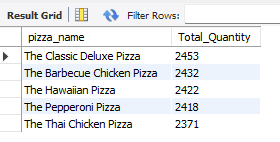 Result Grid Filter Rows:
pizza_name Total_Quantity
The Classic Deluxe Pizza 2453
The Barbecue Chicken Pizza 2432
The Hawaiian Pizza 2422
The Pepperoni Pizza 2418
The Thai Chicken Pizza 2371